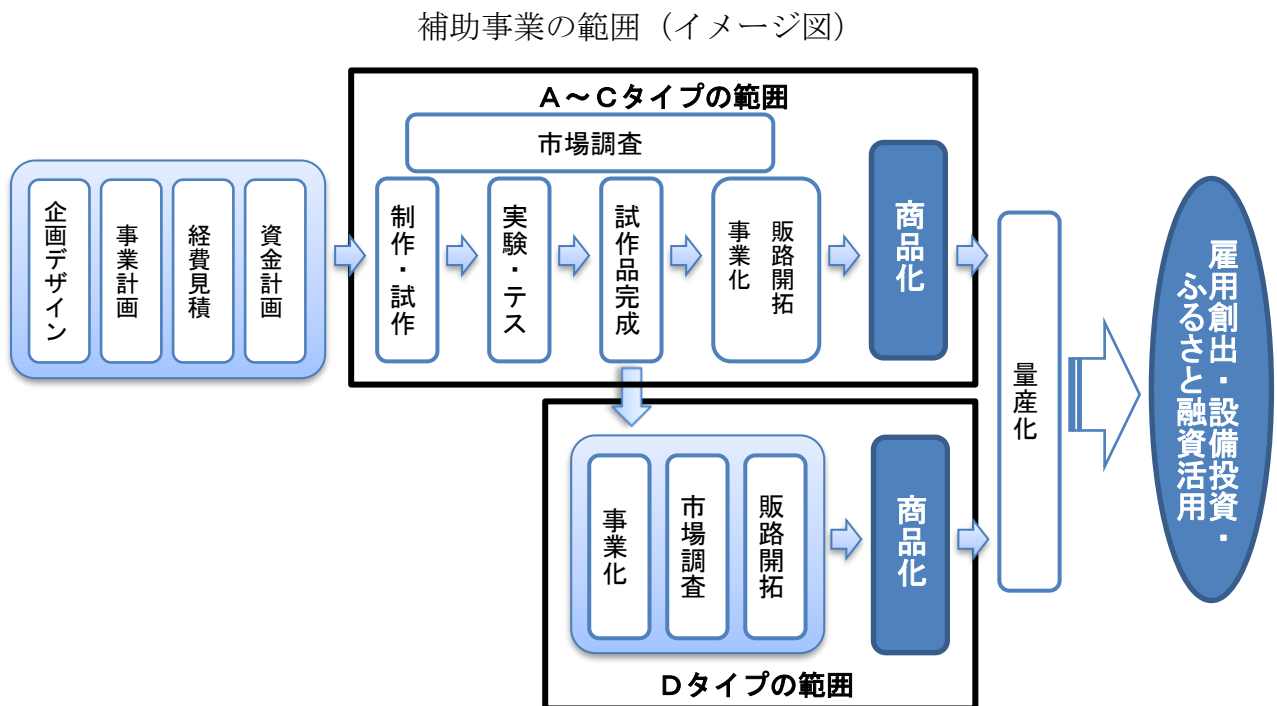 補助事業の範囲（イメージ図）
A～Cタイプの範囲
市場調査
企画デザイン
事業計画
経費見積
資金計画
制作・試作
実験・テス
試作品完成
販路開拓
事業化
商品化
量産化
雇用創出・設備投資・
ふるさと融資活用
事業化
市場調査
販路開拓
商品化
Dタイプの範囲